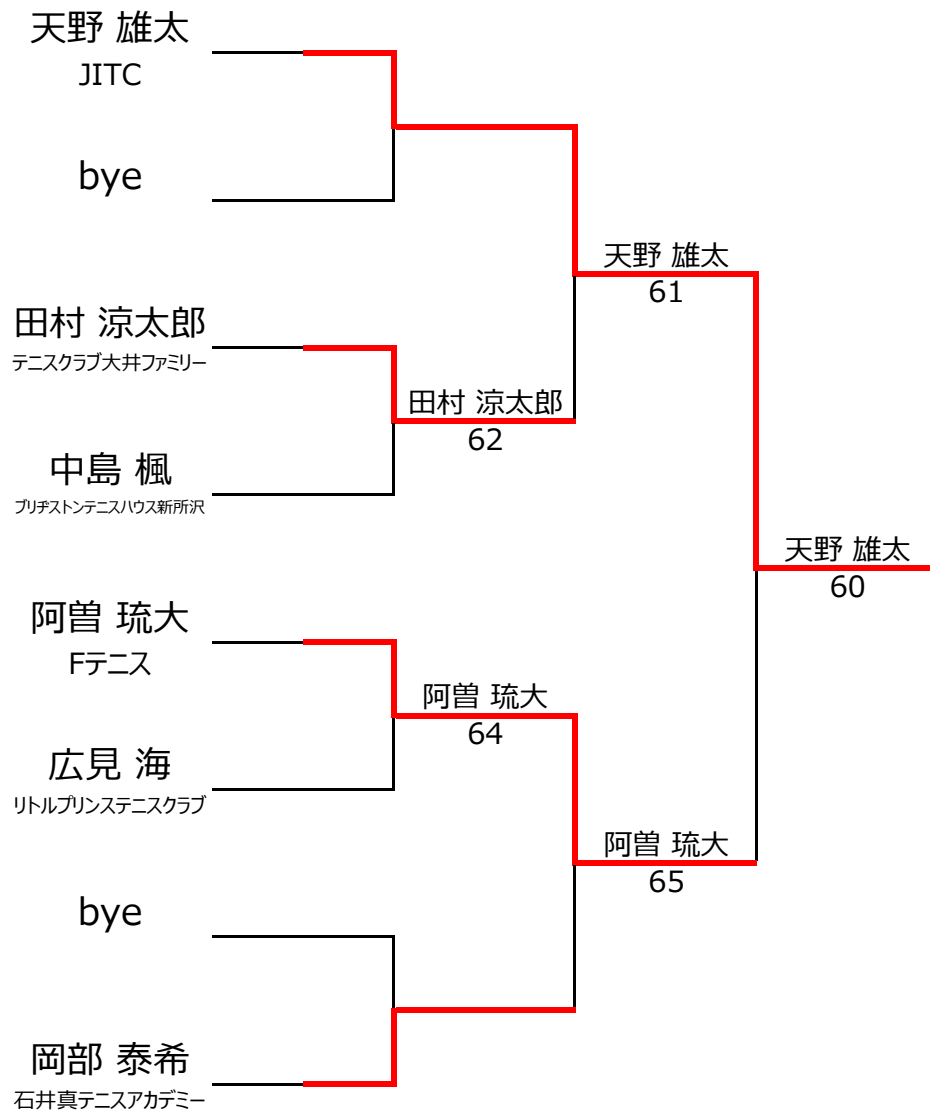 天野 雄太
JITC
bye
田村 涼太郎
テニスクラブ大井ファミリー
中島 楓
ブリヂストンテニスハウス新所沢
阿曽 琉大
Fテニス
広見 海
リトルプリンステニスクラブ
bye
岡部 泰希
石井真テニスアカデミー
田村 涼太郎
62
阿曽 琉大
64
天野 雄太
61
阿曽 琉大
65
天野 雄太
60